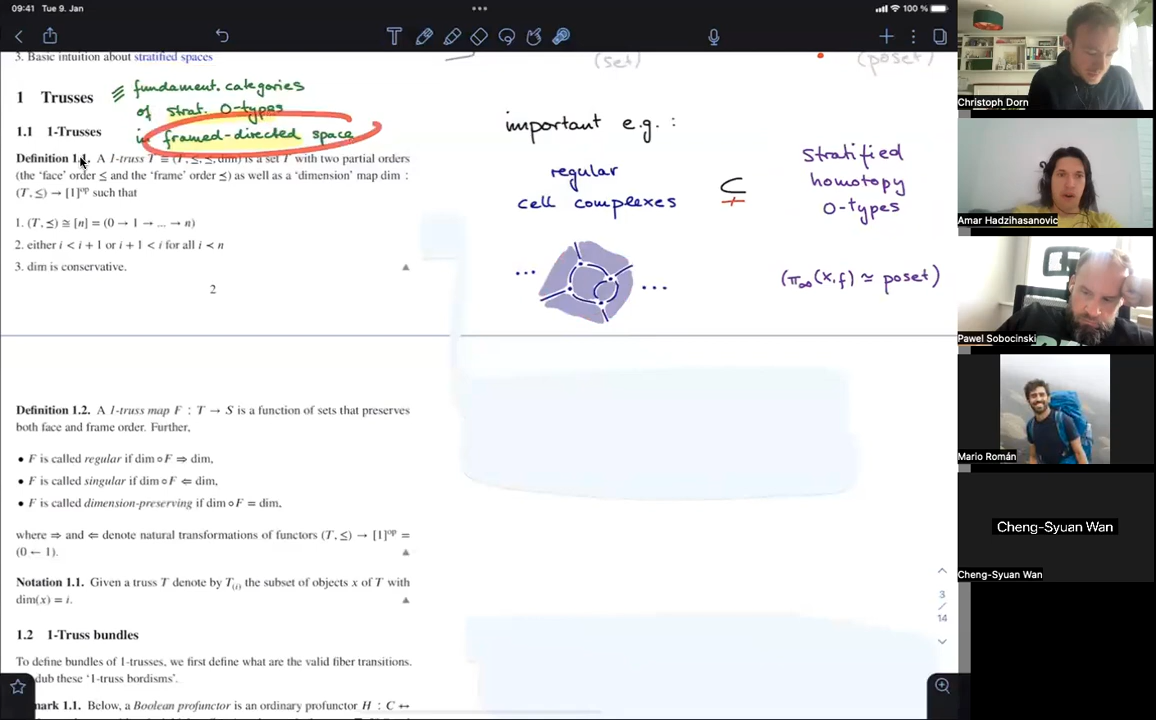 09:41 Tue 9. Jan
100 %
3. Basic intuition about stratified spaces
(set)
(poset)
1 Trusses
fundament. categories
of strat. 0-types
in framed-directed space
1.1 1-Trusses
Definition 1.1. A 1-truss T ≡ (T, ≤, ⪯, dim) is a set T with two partial orders
(the ‘face’ order ≤ and the ‘frame’ order ⪯) as well as a ‘dimension’ map dim :
(T, ≤) → [1]ᵒᵖ such that
1. (T, ⪯) ≅ [n] = (0 → 1 → ... → n)
2. either i < i + 1 or i + 1 < i for all i ≺ n
3. dim is conservative.
2
important e.g. :
regular
cell complexes
⊊
stratified
homotopy
0-types
...
...
(π∞(X,f) ≃ poset)
Definition 1.2. A 1-truss map F : T → S is a function of sets that preserves
both face and frame order. Further,
• F is called regular if dim ∘ F ⇒ dim,
• F is called singular if dim ∘ F ⇐ dim,
• F is called dimension-preserving if dim ∘ F = dim,
where ⇒ and ⇐ denote natural transformations of functors (T, ≤) → [1]ᵒᵖ =
(0 ← 1).
Notation 1.1. Given a truss T denote by T(i) the subset of objects x of T with
dim(x) = i.
1.2 1-Truss bundles
To define bundles of 1-trusses, we first define what are the valid fiber transitions.
dub these ‘1-truss bordisms’.
mark 1.1. Below, a Boolean profunctor is an ordinary profunctor H : C ↔
3
/
14
Christoph Dorn
Amar Hadzihasanovic
Pawel Sobocinski
Mario Román
Cheng-Syuan Wan
Cheng-Syuan Wan